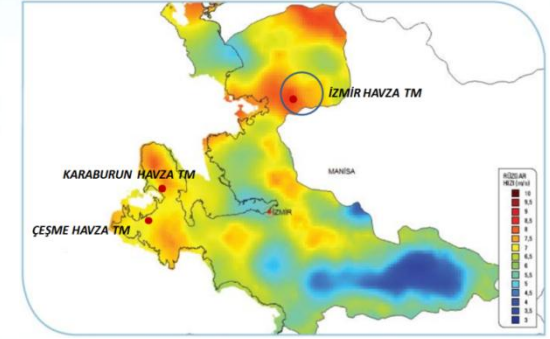 İZMİR HAVZA TM
KARABURUN HAVZA TM
MANİSA
İZMİR
ÇEŞME HAVZA TM
RÜZGAR
HIZI (m/s)
10
9,5
9
8,5
8
7,5
7
6,5
6
5,5
5
4,5
4
3,5
3